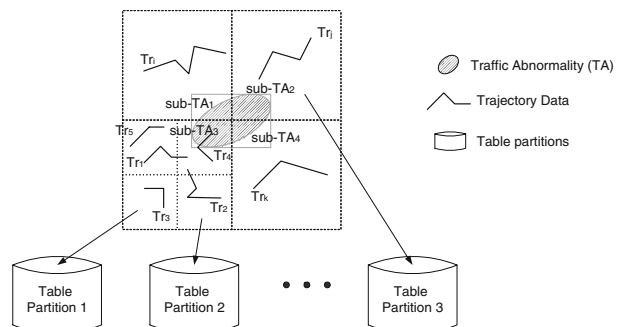 Tri
Trj
Traffic Abnormality (TA)
sub-TA2
sub-TA1
Trajectory Data
Tr5
sub-TA3
sub-TA4
Tr1
Tr4
Table partitions
Trk
Tr3
Tr2
Table
Partition 1
Table
Partition 2
Table
Partition 3